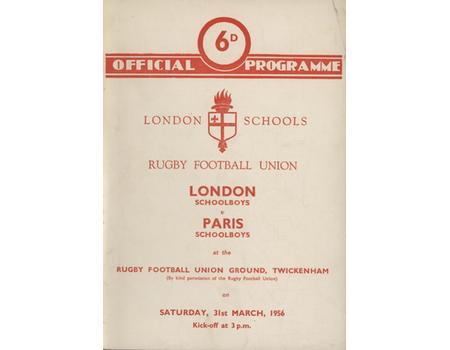 6D
OFFICIAL PROGRAMME
LONDON SCHOOLS
RUGBY FOOTBALL UNION
LONDON
SCHOOLBOYS
v
PARIS
SCHOOLBOYS
at the
RUGBY FOOTBALL UNION GROUND, TWICKENHAM
(By kind permission of the Rugby Football Union)
on
SATURDAY, 31st MARCH, 1956
Kick-off at 3 p.m.